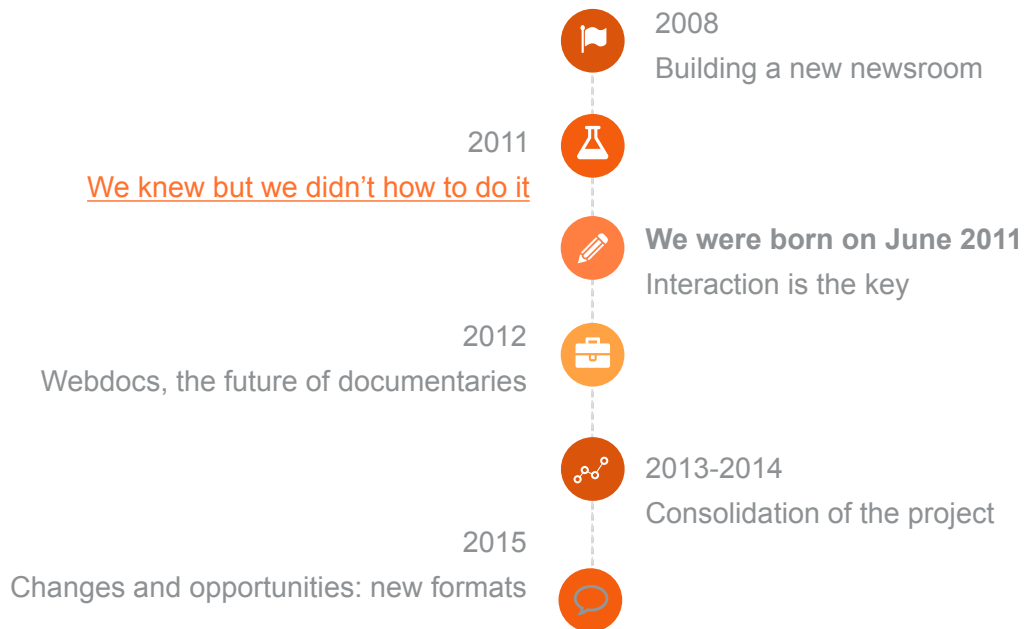 2008
Building a new newsroom
2011
We knew but we didn’t how to do it
We were born on June 2011
Interaction is the key
2012
Webdocs, the future of documentaries
2013-2014
Consolidation of the project
2015
Changes and opportunities: new formats